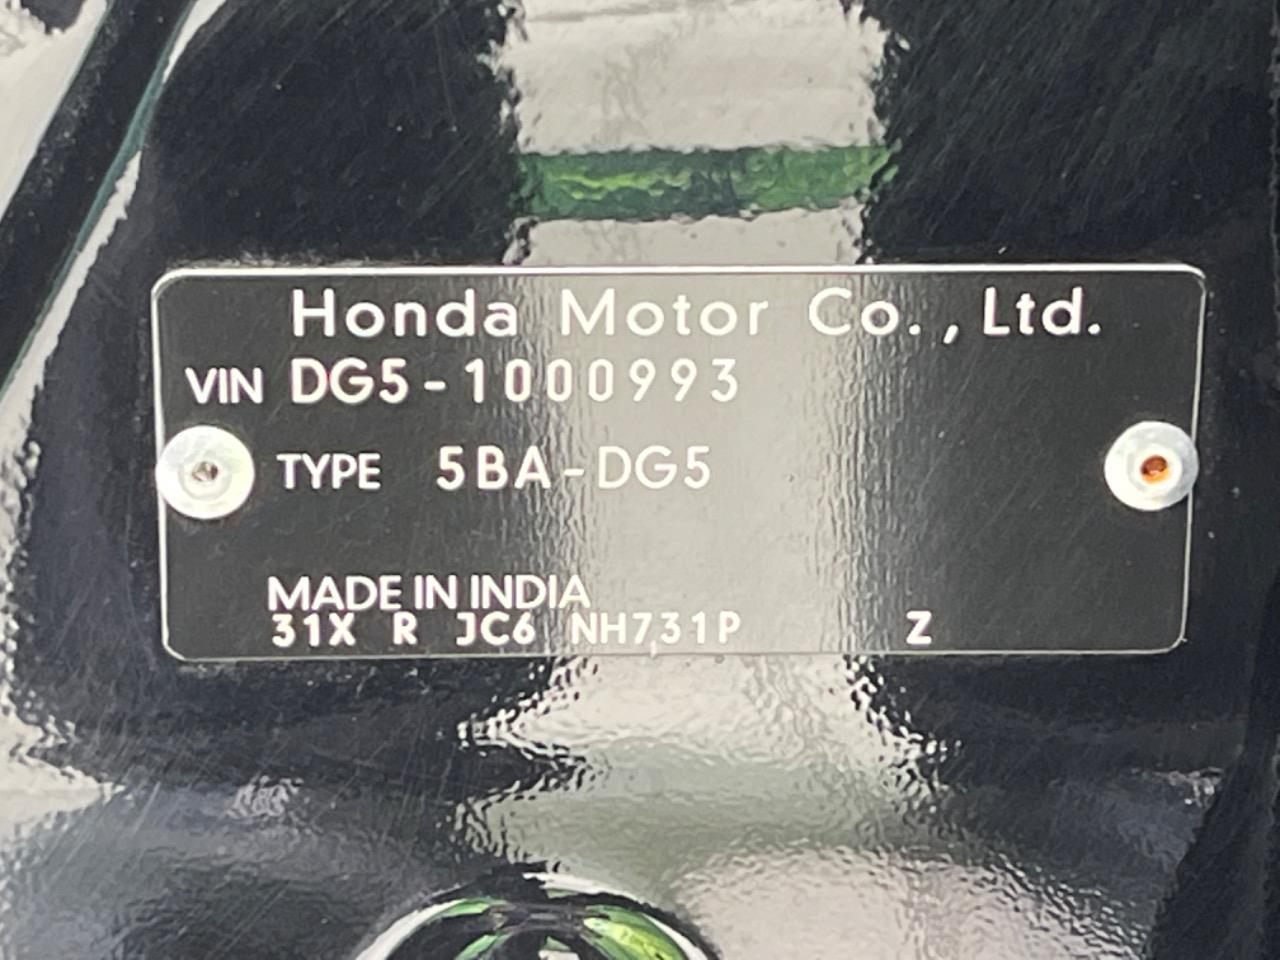 Honda Motor Co., Ltd.
VIN DG5-1000993
TYPE 5BA-DG5
MADE IN INDIA
31X R JC6 NH731P Z